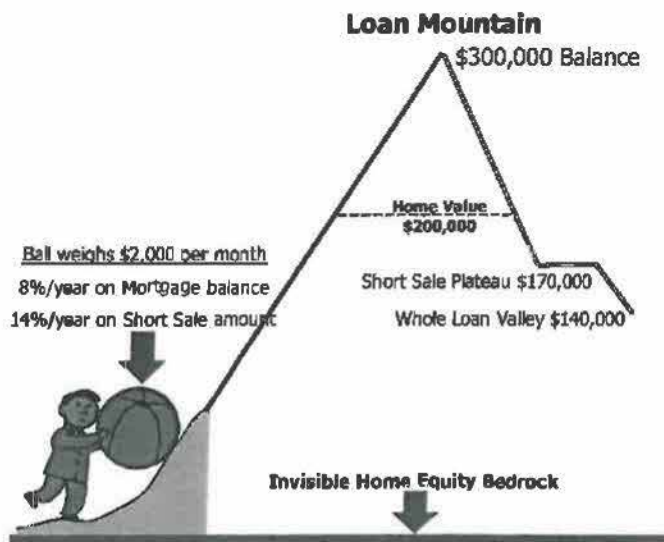 Loan Mountain
$300,000 Balance
Home Value
$200,000
Ball weighs $2,000 per month
8%/year on Mortgage balance
14%/year on Short Sale amount
Short Sale Plateau $170,000
Whole Loan Valley $140,000
Invisible Home Equity Bedrock